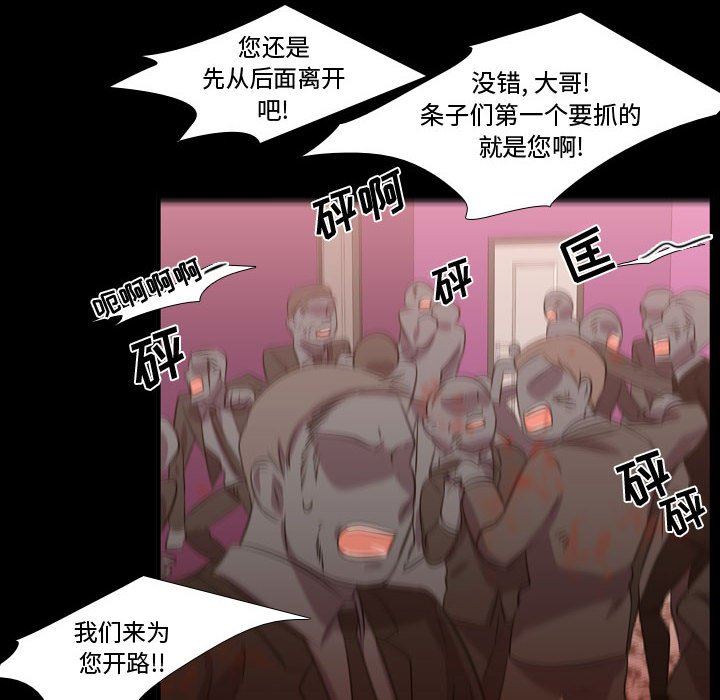 您还是
先从后面离开
吧!
没错, 大哥!
条子们第一个要抓的
就是您啊!
砰啊
砰
匡
呃啊啊啊—
砰
砰
砰
我们来为
您开路!!